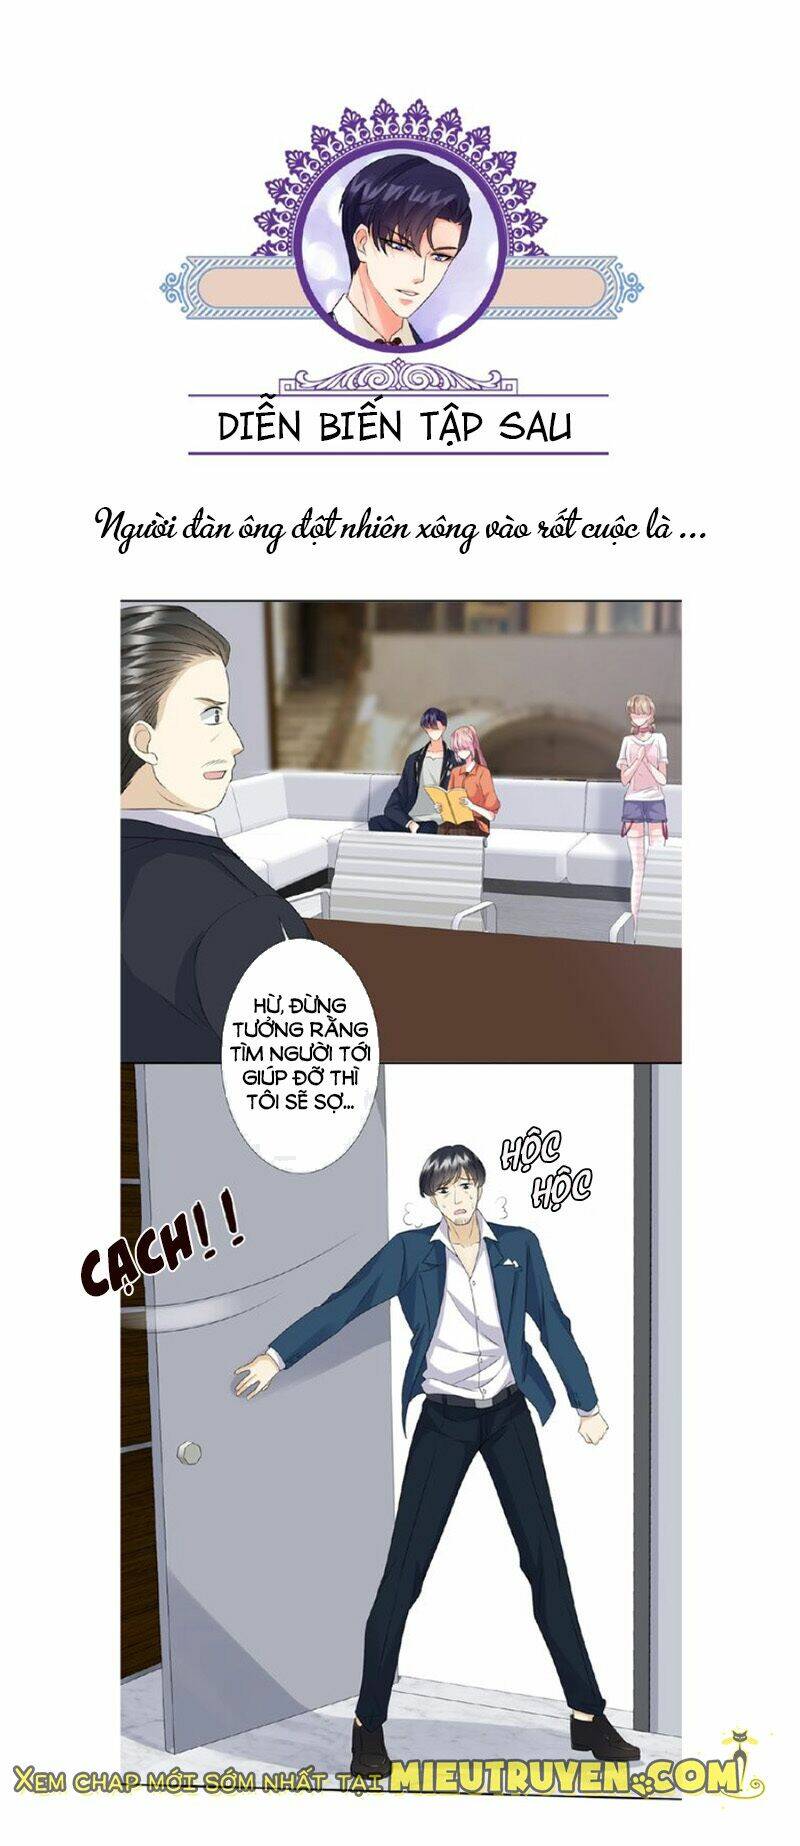 DIỄN BIẾN TẬP SAU
Người đàn ông đột nhiên xông vào rốt cuộc là ...
HỪ, ĐỪNG
TƯỞNG RẰNG
TÌM NGƯỜI TỚI
GIÚP ĐỠ THÌ
TÔI SẼ SỢ...
HỘC
HỘC
CẠCH!!
XEM CHAP MỚI SỚM NHẤT TẠI MIEUTRUYEN.COM